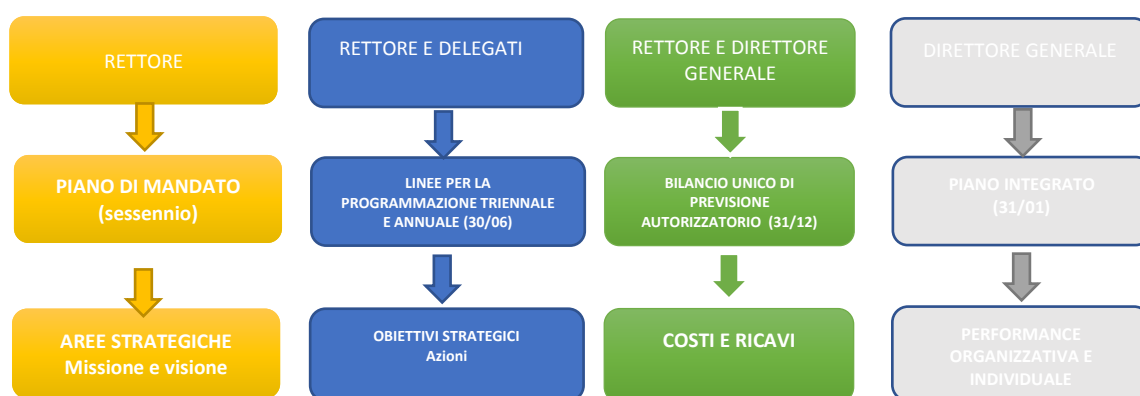 RETTORE
RETTORE E DELEGATI
RETTORE E DIRETTORE
GENERALE
DIRETTORE GENERALE
PIANO DI MANDATO
(sessennio)
LINEE PER LA
PROGRAMMAZIONE TRIENNALE
E ANNUALE (30/06)
BILANCIO UNICO DI
PREVISIONE
AUTORIZZATORIO (31/12)
PIANO INTEGRATO
(31/01)
AREE STRATEGICHE
Missione e visione
OBIETTIVI STRATEGICI
Azioni
COSTI E RICAVI
PERFORMANCE
ORGANIZZATIVA E
INDIVIDUALE